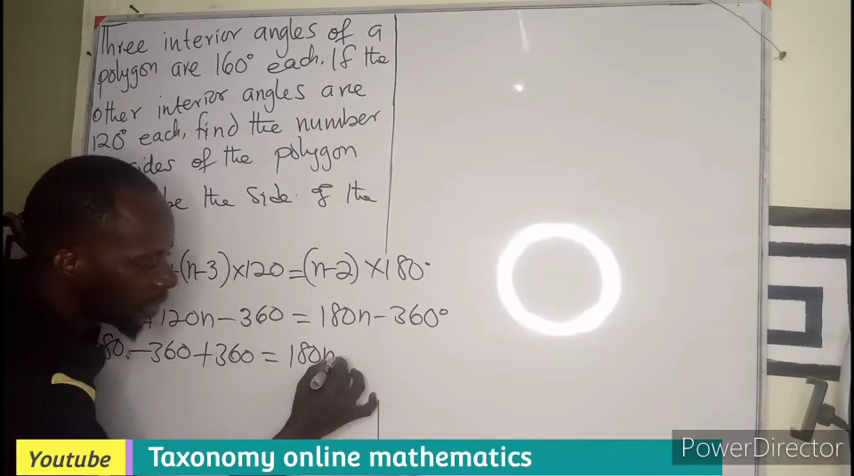 Three interior angles of a
polygon are 160° each. If the
other interior angles are
120° each, find the number
sides of the polygon
be the side of the
(n-3)×120=(n-2)×180°
+120n-360=180n-360°
80-360+360=180n
Youtube Taxonomy online mathematics
PowerDirector